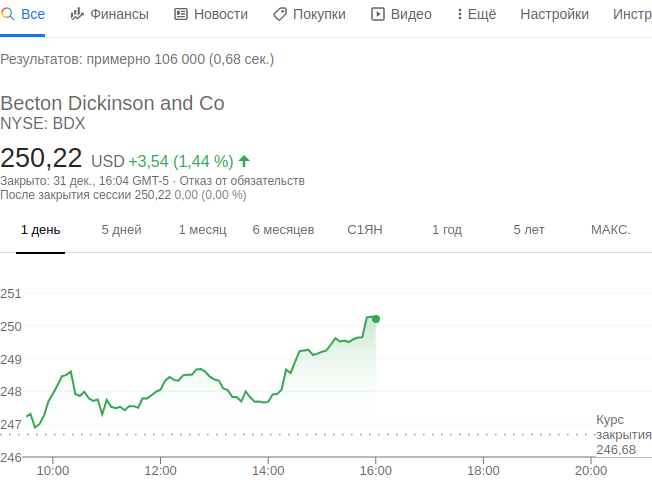 Все Финансы Новости Покупки Видео Ещё Настройки Инстр
Результатов: примерно 106 000 (0,68 сек.)
Becton Dickinson and Co
NYSE: BDX
250,22 USD +3,54 (1,44 %)
Закрыто: 31 дек., 16:04 GMT-5 · Отказ от обязательств
После закрытия сессии 250,22 0,00 (0,00 %)
1 день 5 дней 1 месяц 6 месяцев С1ЯН 1 год 5 лет МАКС.
251
250
249
248
247
246
Курс
закрытия
246,68
10:00 12:00 14:00 16:00 18:00 20:00